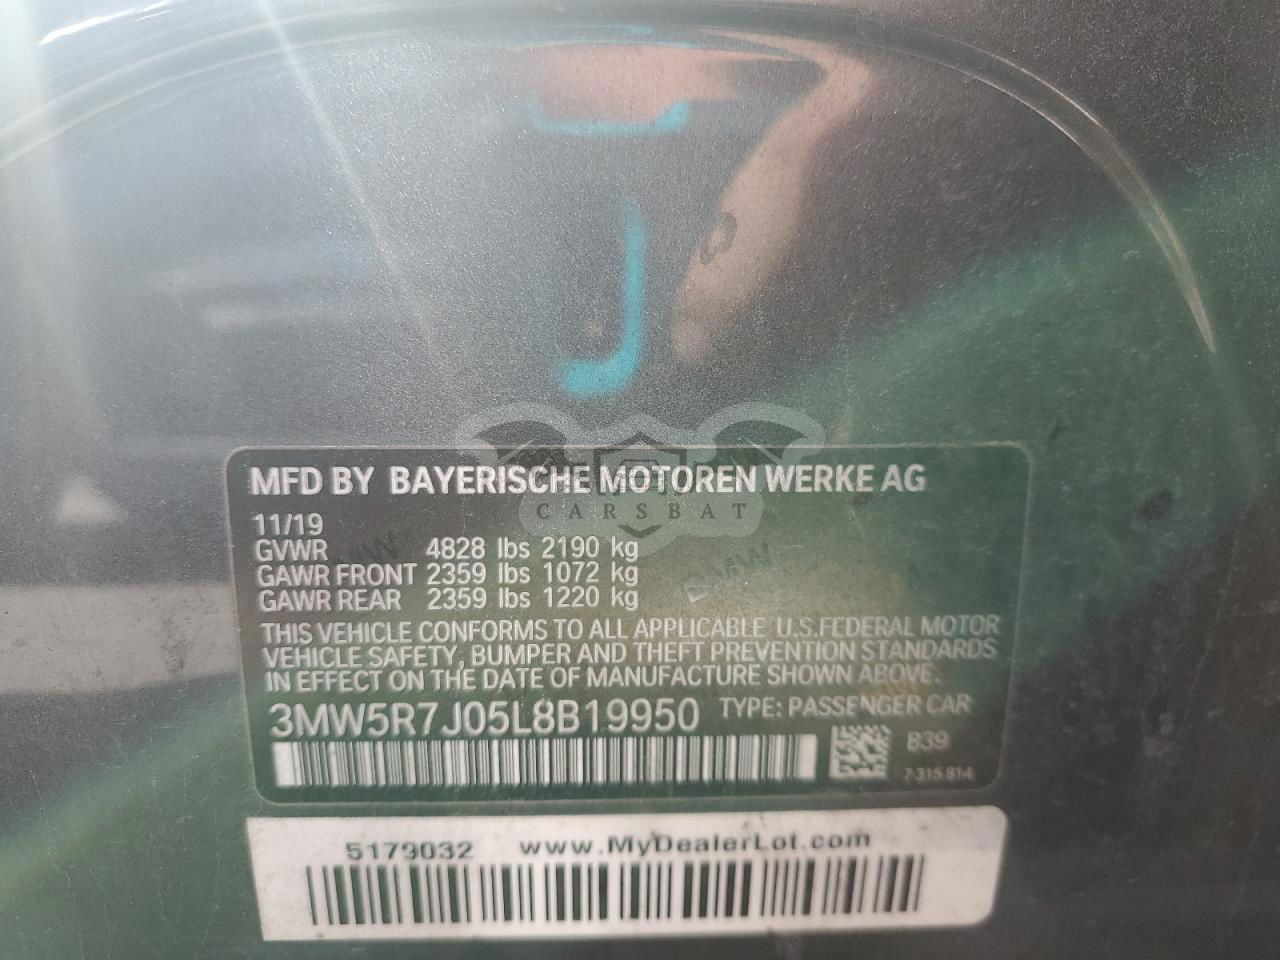 MFD BY BAYERISCHE MOTOREN WERKE AG
CARSBAT
11/19
GVWR 4828 lbs 2190 kg
GAWR FRONT 2359 lbs 1072 kg
GAWR REAR 2359 lbs 1220 kg
THIS VEHICLE CONFORMS TO ALL APPLICABLE U.S.FEDERAL MOTOR
VEHICLE SAFETY, BUMPER AND THEFT PREVENTION STANDARDS
IN EFFECT ON THE DATE OF MANUFACTURE SHOWN ABOVE.
3MW5R7J05L8B19950 TYPE: PASSENGER CAR
B39
7 315 814
5179032 www.MyDealerLot.com